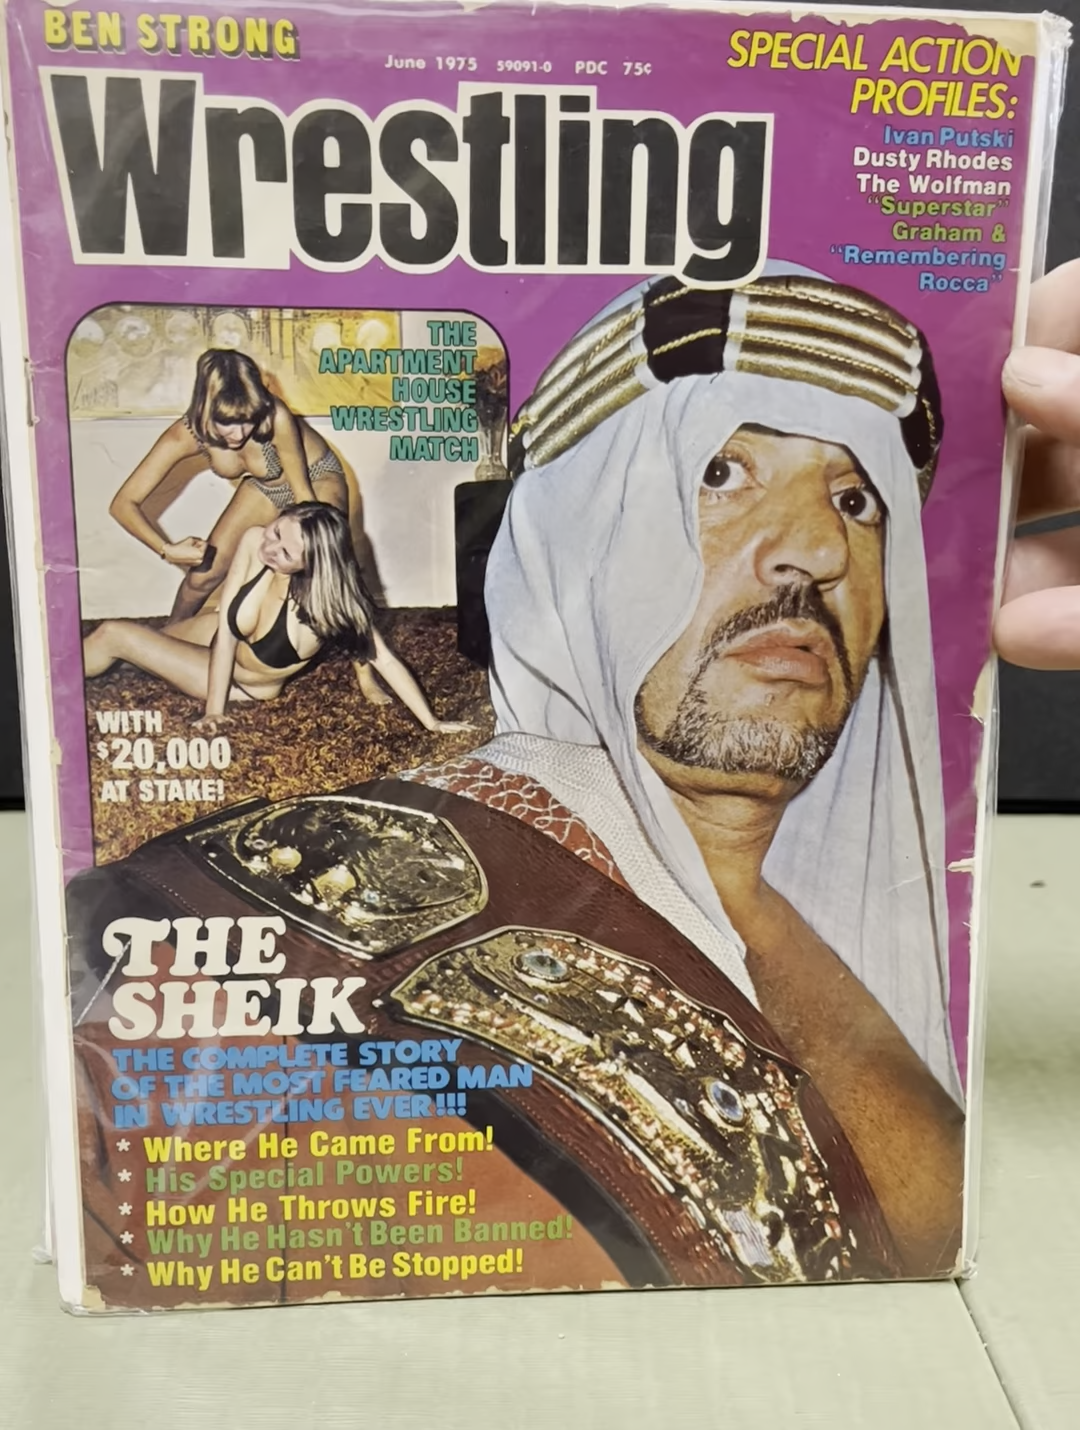 BEN STRONG
June 1975 59091-0 PDC 75¢
Wrestling
SPECIAL ACTION
PROFILES:
Ivan Putski
Dusty Rhodes
The Wolfman
"Superstar"
Graham &
"Remembering
Rocca"
THE
APARTMENT
HOUSE
WRESTLING
MATCH
WITH
$20,000
AT STAKE!
THE
SHEIK
THE COMPLETE STORY
OF THE MOST FEARED MAN
IN WRESTLING EVER!!!
* Where He Came From!
* His Special Powers!
* How He Throws Fire!
* Why He Hasn't Been Banned!
* Why He Can't Be Stopped!